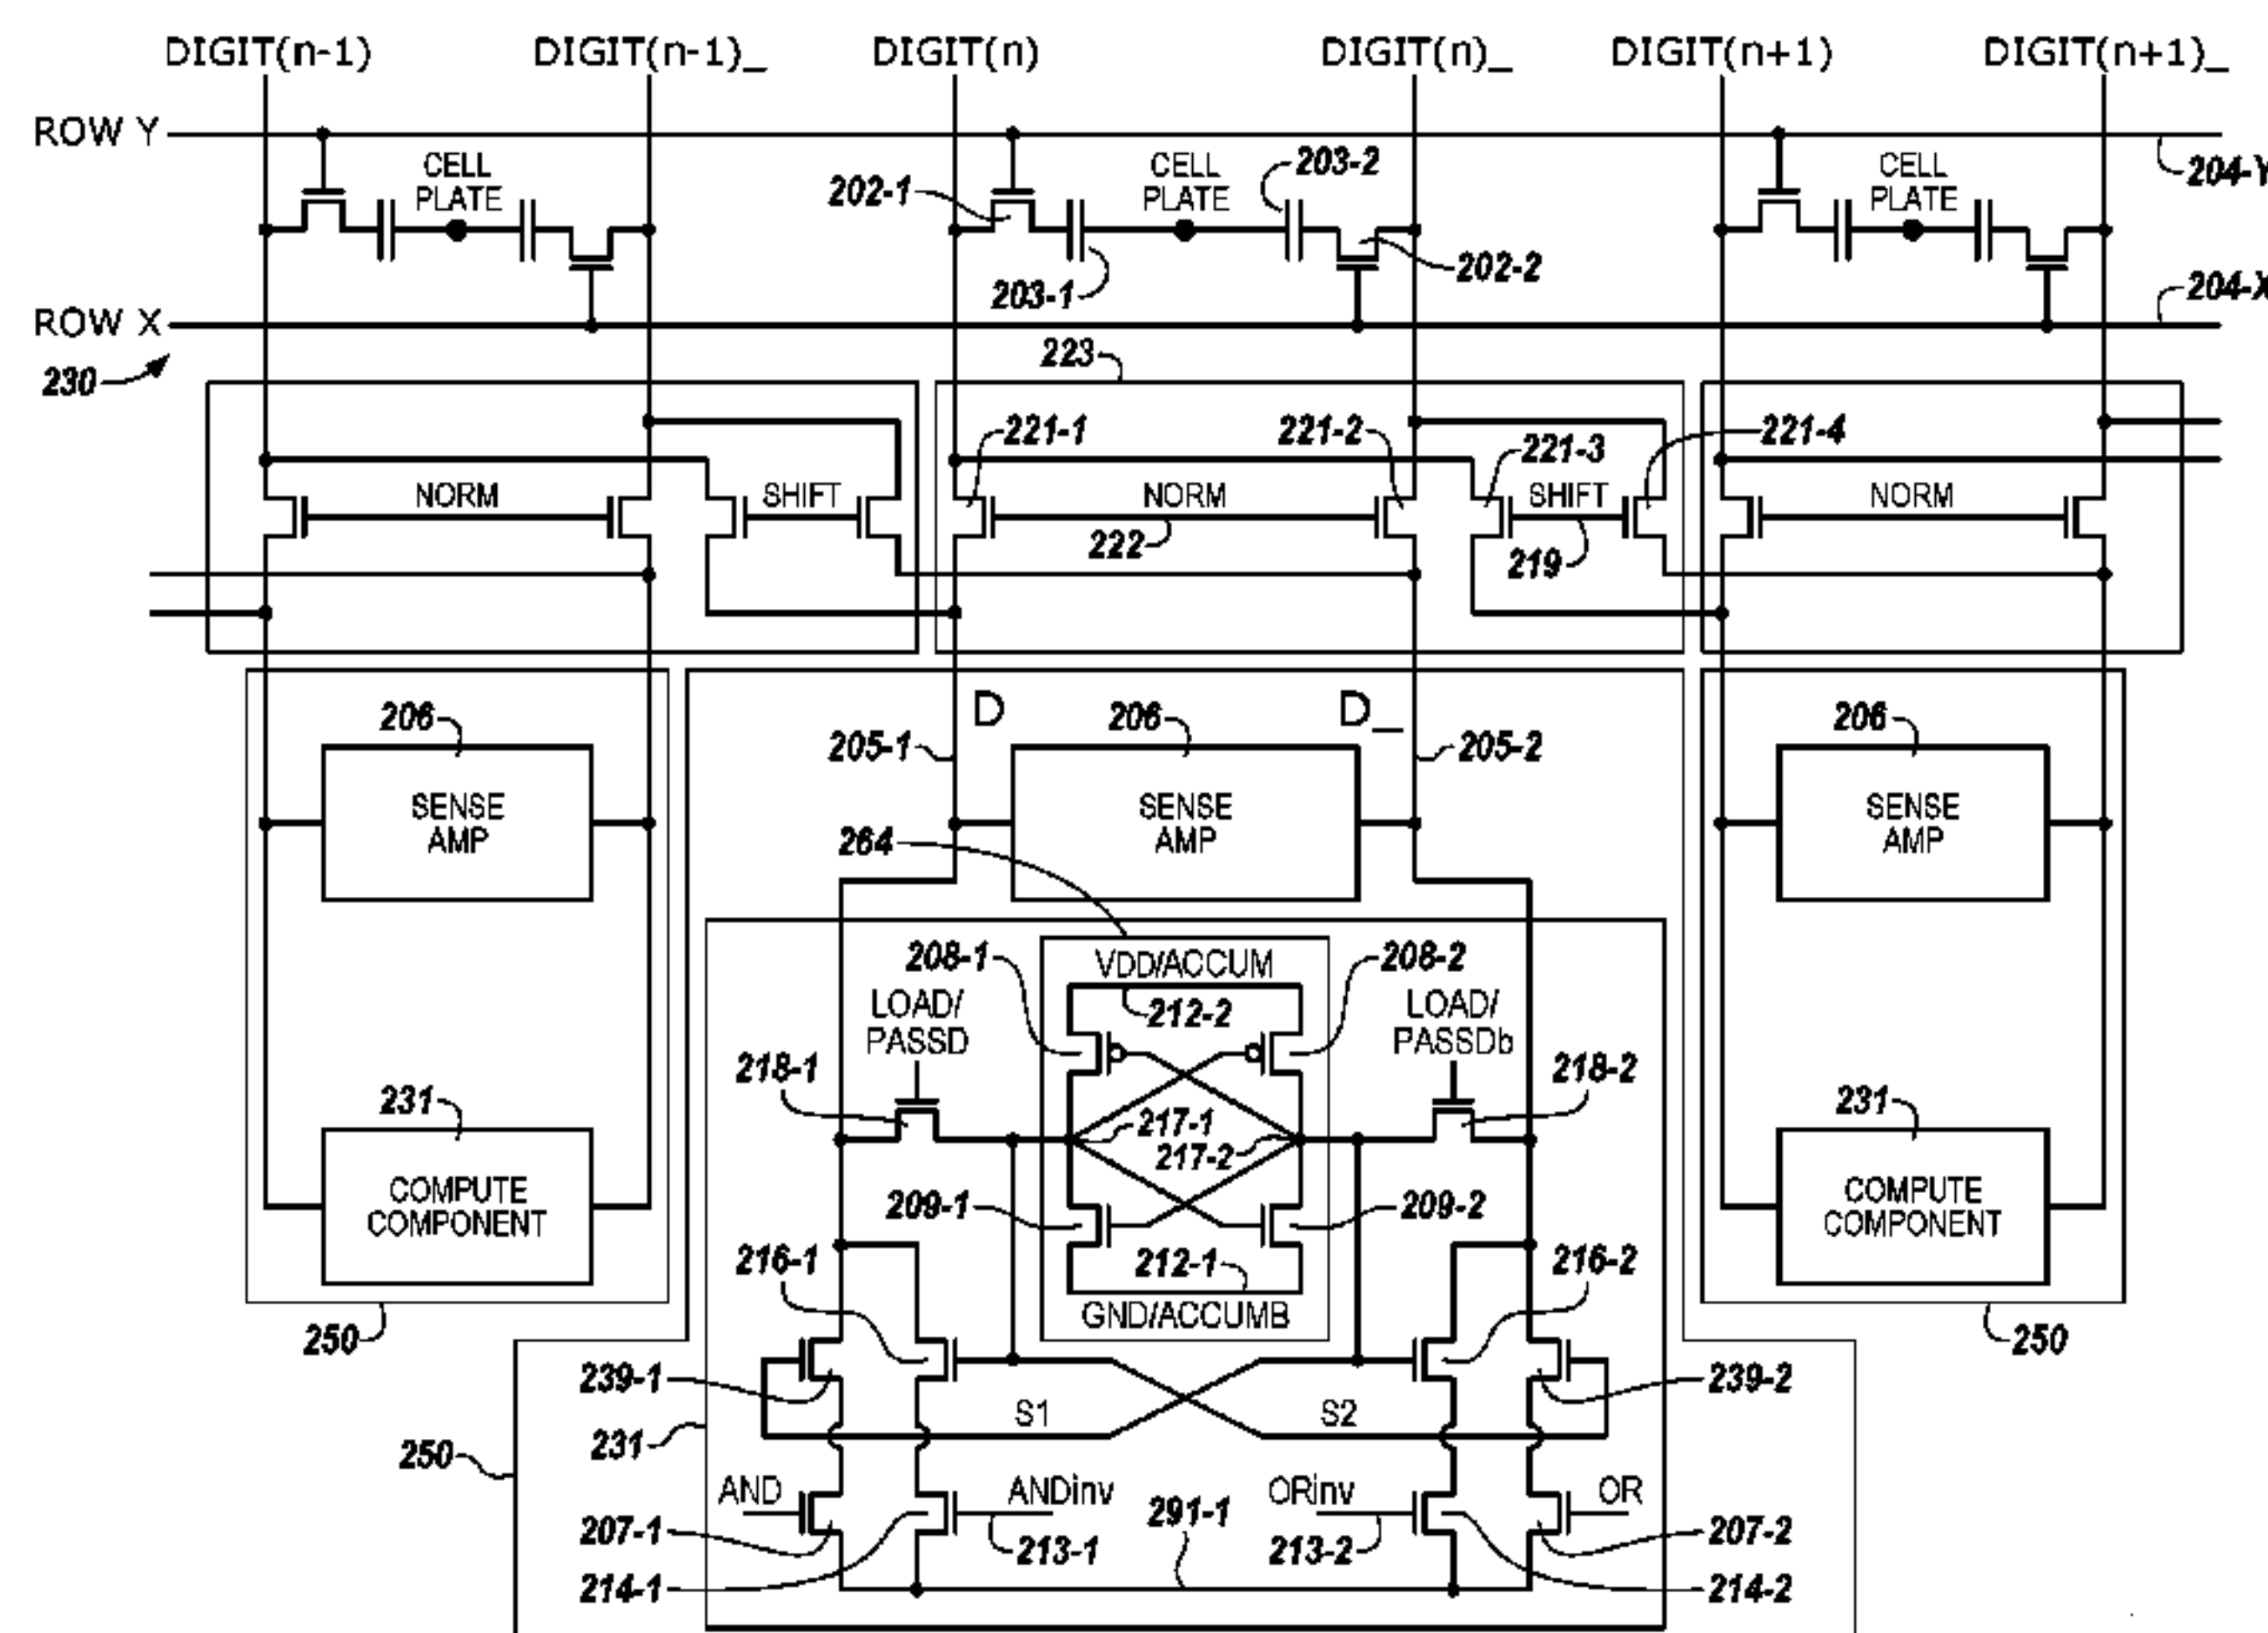 DIGIT(n-1) DIGIT(n-1)_ DIGIT(n) DIGIT(n)_ DIGIT(n+1) DIGIT(n+1)_
ROW Y
CELL PLATE
202-1
CELL PLATE
203-2
CELL PLATE
204-Y
203-1
202-2
204-X
ROW X
230
223
221-1
221-2
221-3
221-4
NORM
SHIFT
NORM
SHIFT
NORM
222
219
D
D_
206
205-1
206
205-2
206
SENSE
AMP
SENSE
AMP
SENSE
AMP
264
208-1
VDD/ACCUM
208-2
LOAD/
PASSD
212-2
LOAD/
PASSDb
218-1
217-1
217-2
218-2
231
231
COMPUTE
COMPONENT
209-1
209-2
COMPUTE
COMPONENT
216-1
212-1
216-2
GND/ACCUMB
250
250
239-1
239-2
S1
S2
231
250
AND
ANDinv
ORinv
OR
291-1
207-1
213-1
213-2
207-2
214-1
214-2